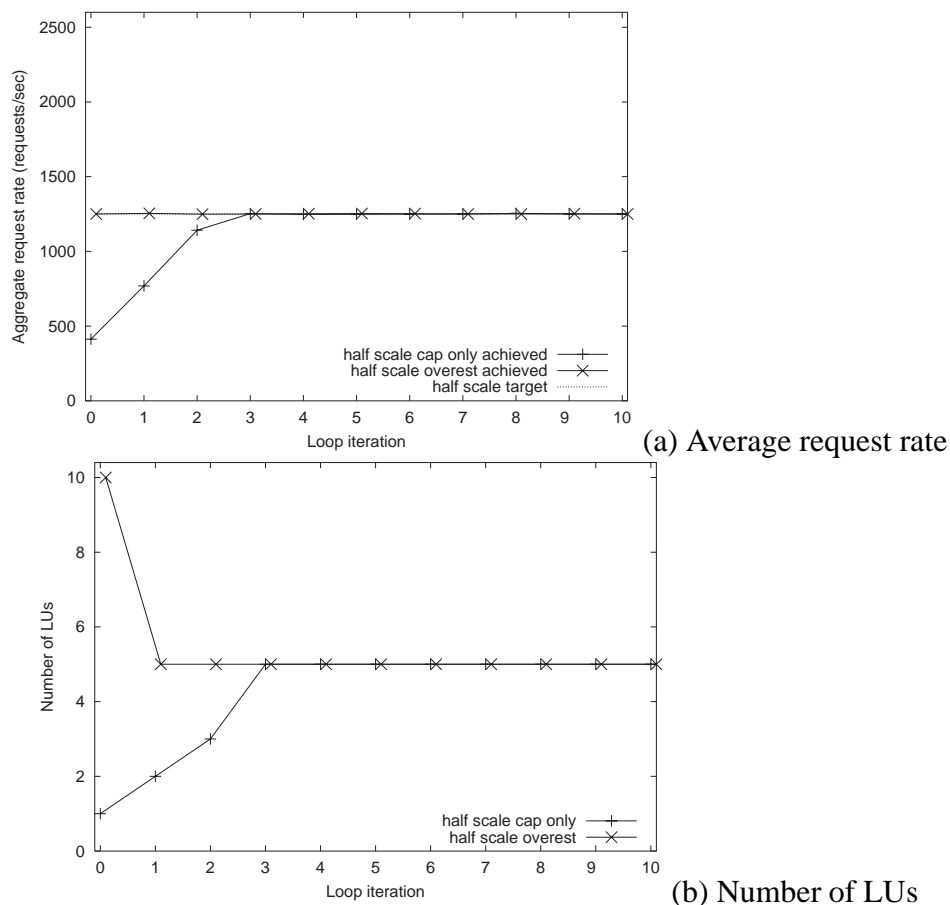 2500
2000
1500
1000
500
0
Aggregate request rate (requests/sec)
half scale cap only achieved
half scale overest achieved
half scale target
0 1 2 3 4 5 6 7 8 9 10
Loop iteration
(a) Average request rate
10
8
6
4
2
0
Number of LUs
half scale cap only
half scale overest
0 1 2 3 4 5 6 7 8 9 10
Loop iteration
(b) Number of LUs